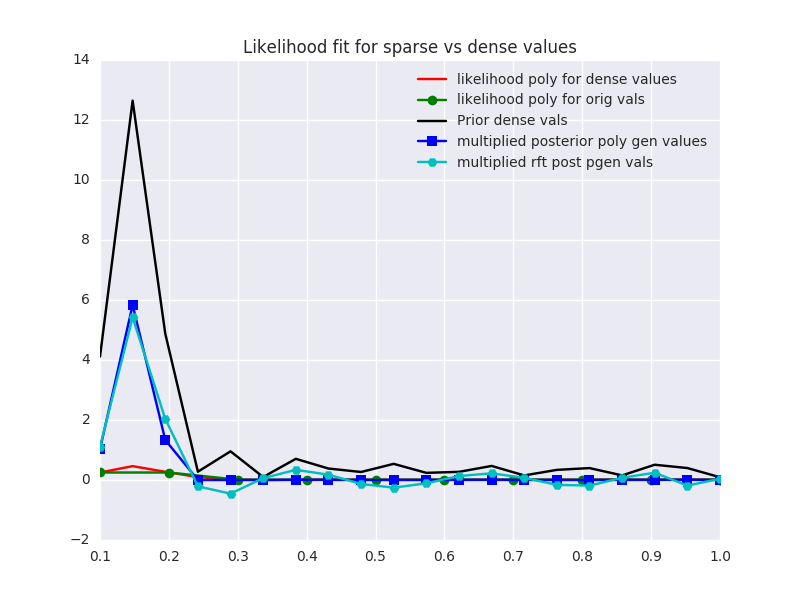 Likelihood fit for sparse vs dense values
likelihood poly for dense values
likelihood poly for orig vals
Prior dense vals
multiplied posterior poly gen values
multiplied rft post pgen vals
14
12
10
8
6
4
2
0
−2
0.1 0.2 0.3 0.4 0.5 0.6 0.7 0.8 0.9 1.0